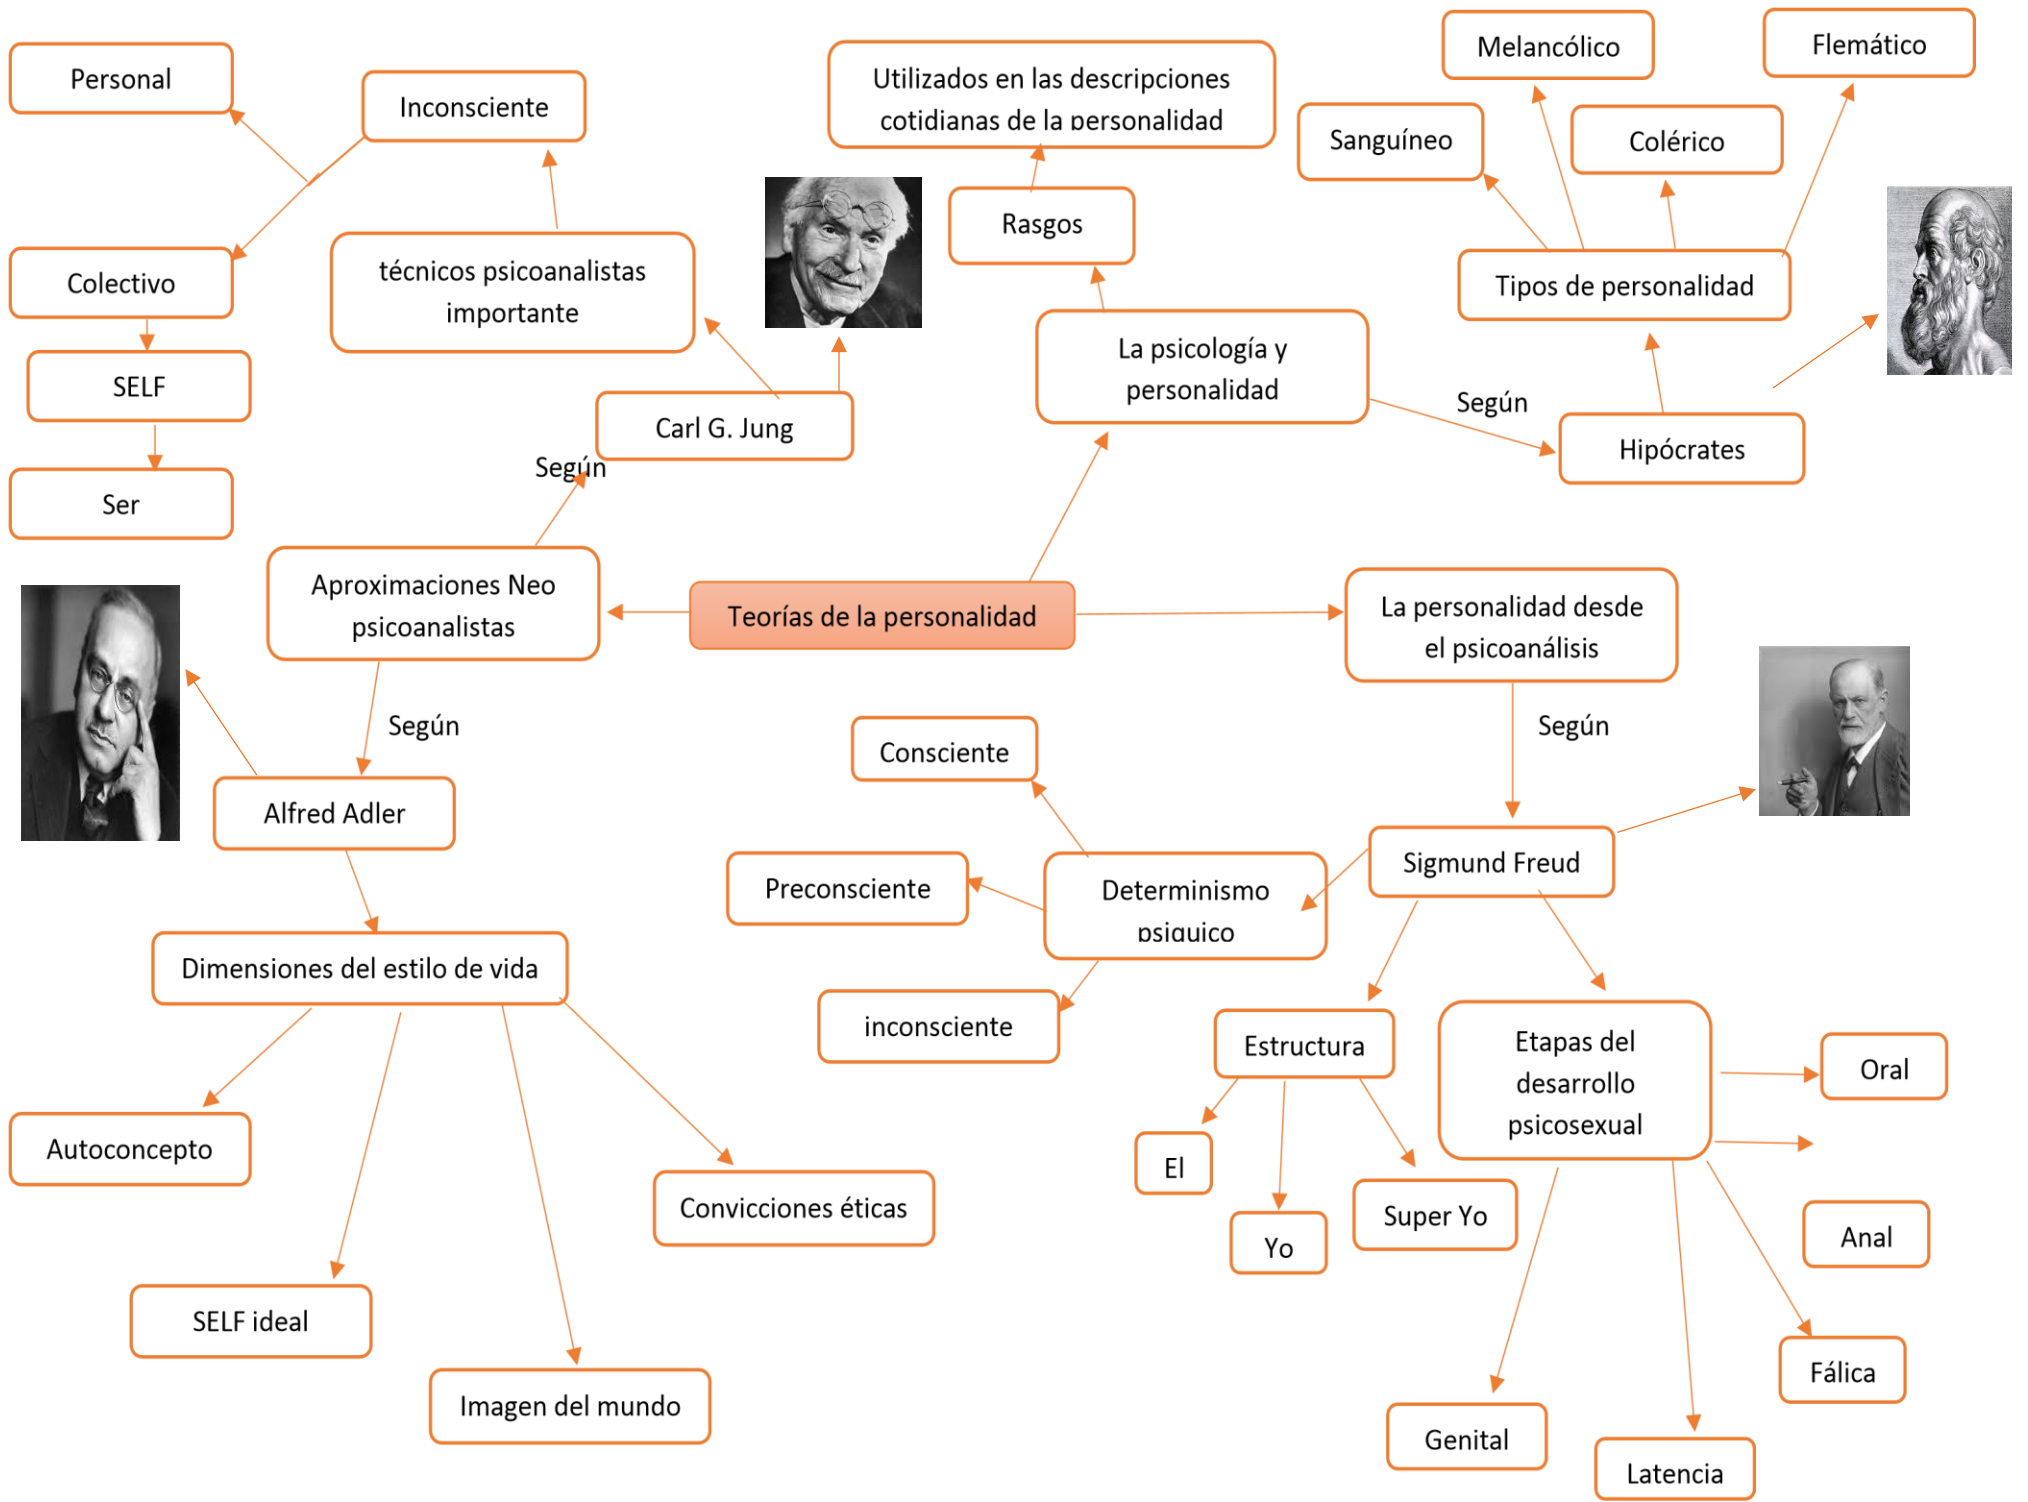 Melancólico
Flemático
Personal
Inconsciente
Utilizados en las descripciones
cotidianas de la personalidad
Sanguíneo
Colérico
Rasgos
Colectivo
técnicos psicoanalistas
importante
Tipos de personalidad
La psicología y
personalidad
SELF
Carl G. Jung
Según
Hipócrates
Según
Ser
Aproximaciones Neo
psicoanalistas
Teorías de la personalidad
La personalidad desde
el psicoanálisis
Según
Según
Consciente
Alfred Adler
Sigmund Freud
Preconsciente
Determinismo
psiquico
Dimensiones del estilo de vida
inconsciente
Estructura
Etapas del
desarrollo
psicosexual
Oral
Autoconcepto
El
Convicciones éticas
Super Yo
Yo
Anal
SELF ideal
Fálica
Imagen del mundo
Genital
Latencia